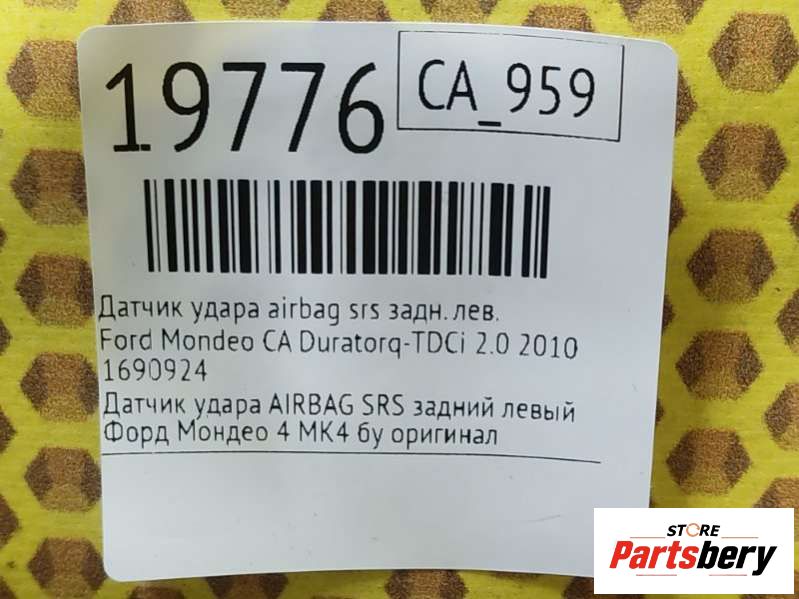 19776
CA_959
Датчик удара airbag srs задн. лев.
Ford Mondeo CA Duratorq-TDCi 2.0 2010
1690924
Датчик удара AIRBAG SRS задний левый
Форд Мондео 4 МК4 бу оригинал
STORE
Partsbery